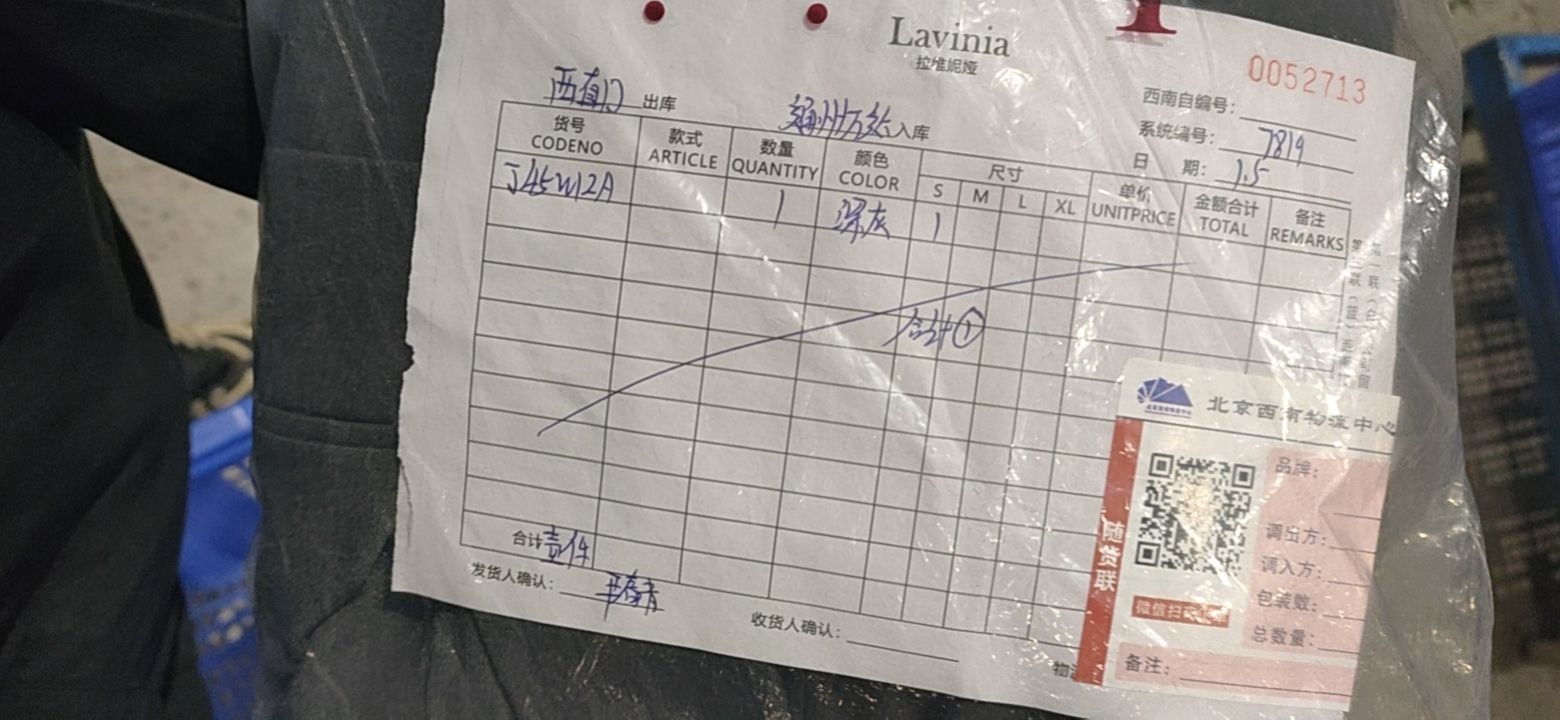 Lavinia
拉维妮娅
0052713
西南自编号：
出库 通州万达入库
系统编号： 7819
日 期： 1.5
货号 款式 数量 颜色 尺寸 单价 金额合计 备注
CODENO ARTICLE QUANTITY COLOR S M L XL UNITPRICE TOTAL REMARKS
J45W12A 1 深灰 1
合计①
合计壹件
发货人确认：
收货人确认：
北京西南物流中心
随货联
品牌：
调出方：
调入方：
包装数：
总数量：
备注：